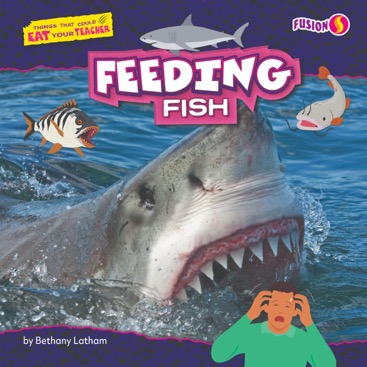 THINGS THAT COULD
EAT YOUR TEACHER
FUSION
FEEDING
FISH
by Bethany Latham